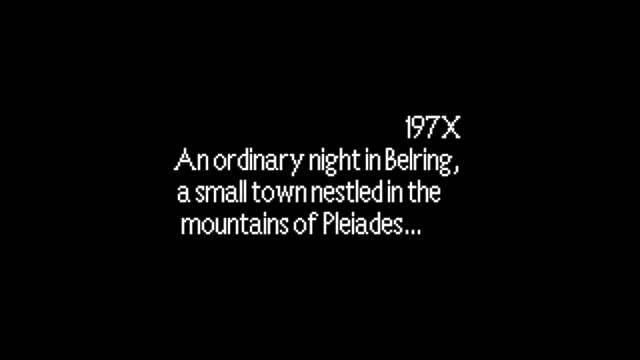 197X
An ordinary night in Belring,
a small town nestled in the
mountains of Pleiades...